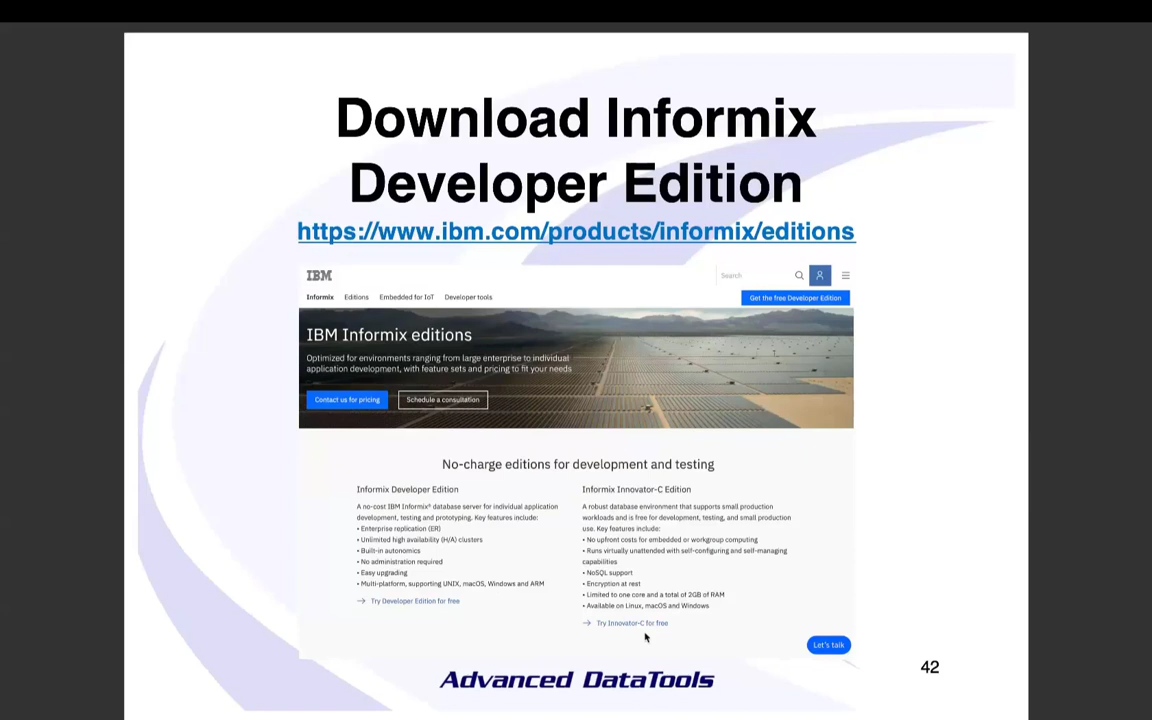 Download Informix
Developer Edition
https://www.ibm.com/products/informix/editions
IBM
Search
Informix Editions Embedded for IoT Developer tools
Get the free Developer Edition
IBM Informix editions
Optimized for environments ranging from large enterprise to individual
application development, with feature sets and pricing to fit your needs
Contact us for pricing
Schedule a consultation
No-charge editions for development and testing
Informix Developer Edition
A no-cost IBM Informix® database server for individual application
development, testing and prototyping. Key features include:
• Enterprise replication (ER)
• Unlimited high availability (H/A) clusters
• Built-in autonomics
• No administration required
• Easy upgrading
• Multi-platform, supporting UNIX, macOS, Windows and ARM
→ Try Developer Edition for free
Informix Innovator-C Edition
A robust database environment that supports small production
workloads and is free for development, testing, and small production
use. Key features include:
• No upfront costs for embedded or workgroup computing
• Runs virtually unattended with self-configuring and self-managing
capabilities
• NoSQL support
• Encryption at rest
• Limited to one core and a total of 2GB of RAM
• Available on Linux, macOS and Windows
→ Try Innovator-C for free
Let's talk
Advanced DataTools
42